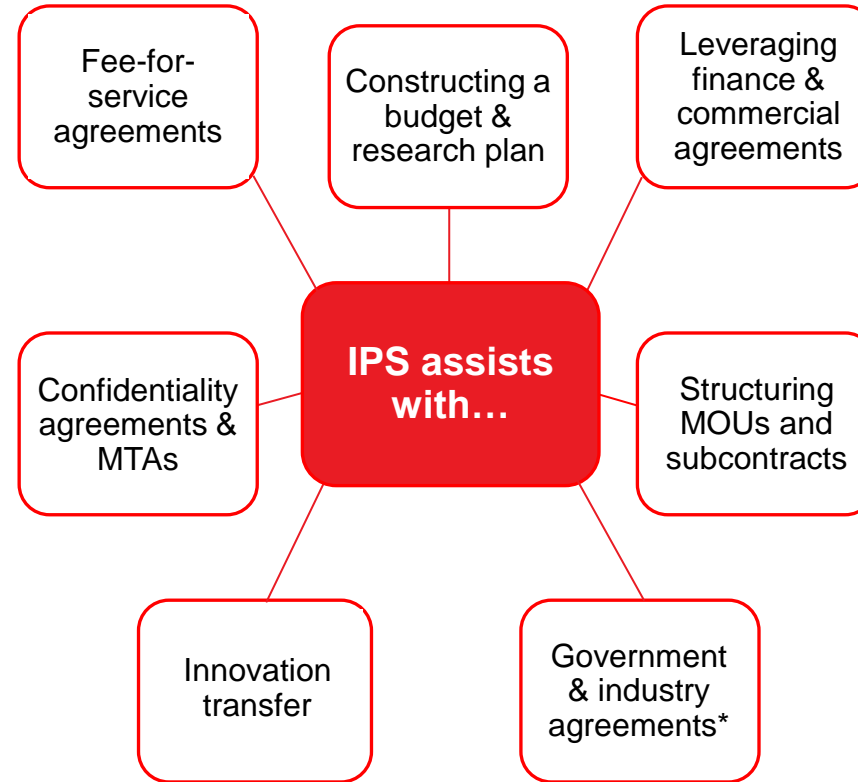 Fee-for-
service
agreements
Constructing a
budget &
research plan
Leveraging
finance &
commercial
agreements
IPS assists
with…
Confidentiality
agreements &
MTAs
Structuring
MOUs and
subcontracts
Innovation
transfer
Government
& industry
agreements*